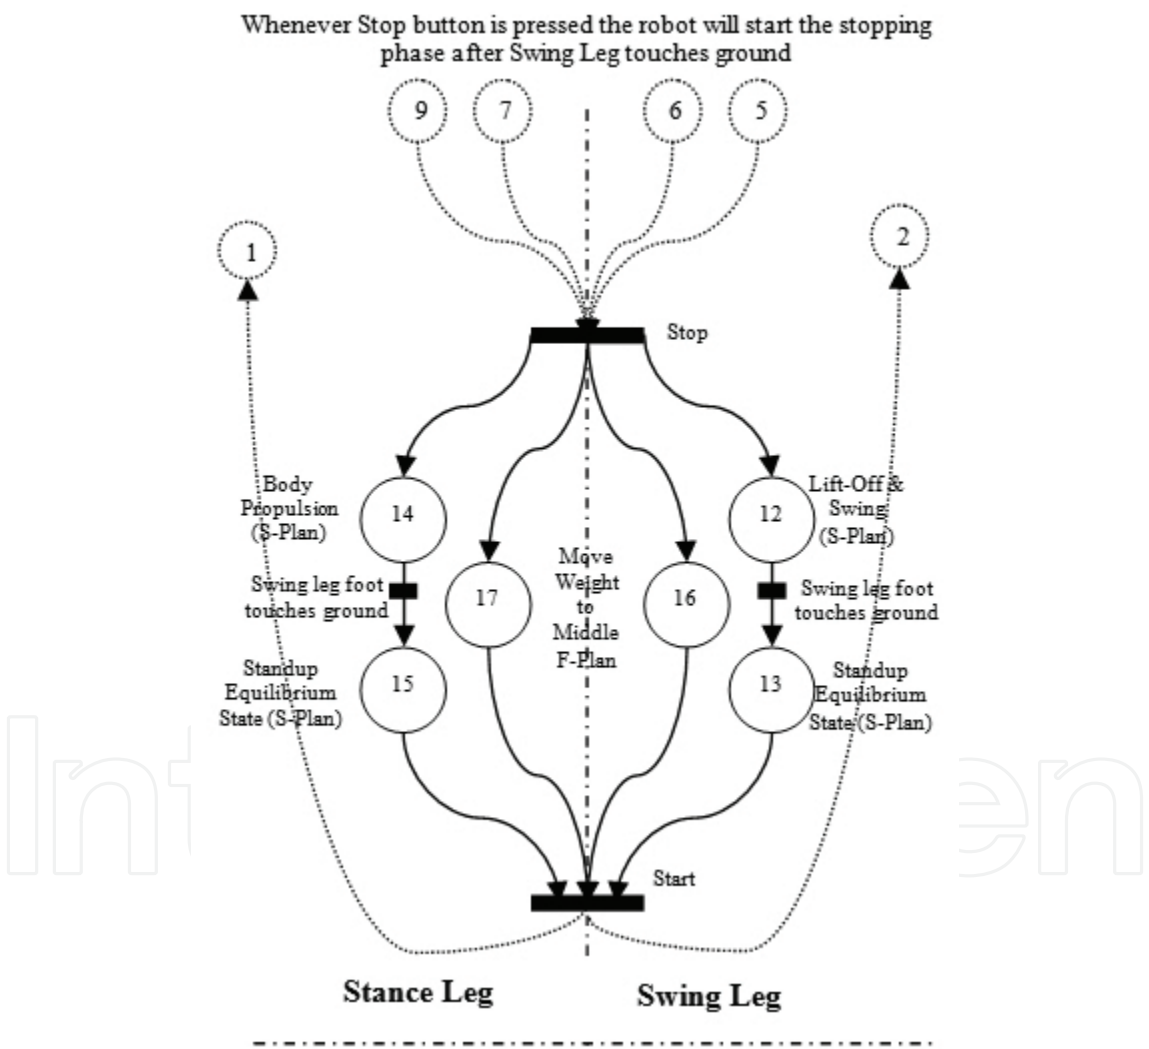 Whenever Stop button is pressed the robot will start the stopping
phase after Swing Leg touches ground
9
7
6
5
1
2
Stop
Body
Propulsion
(S-Plan)
14
12
Lift-Off &
Swing
(S-Plan)
Swing leg foot
touches ground
17
Move
Weight
to
Middle
F-Plan
16
Swing leg foot
touches ground
Standup
Equilibrium
State (S-Plan)
15
13
Standup
Equilibrium
State (S-Plan)
Start
Stance Leg
Swing Leg
Int
en